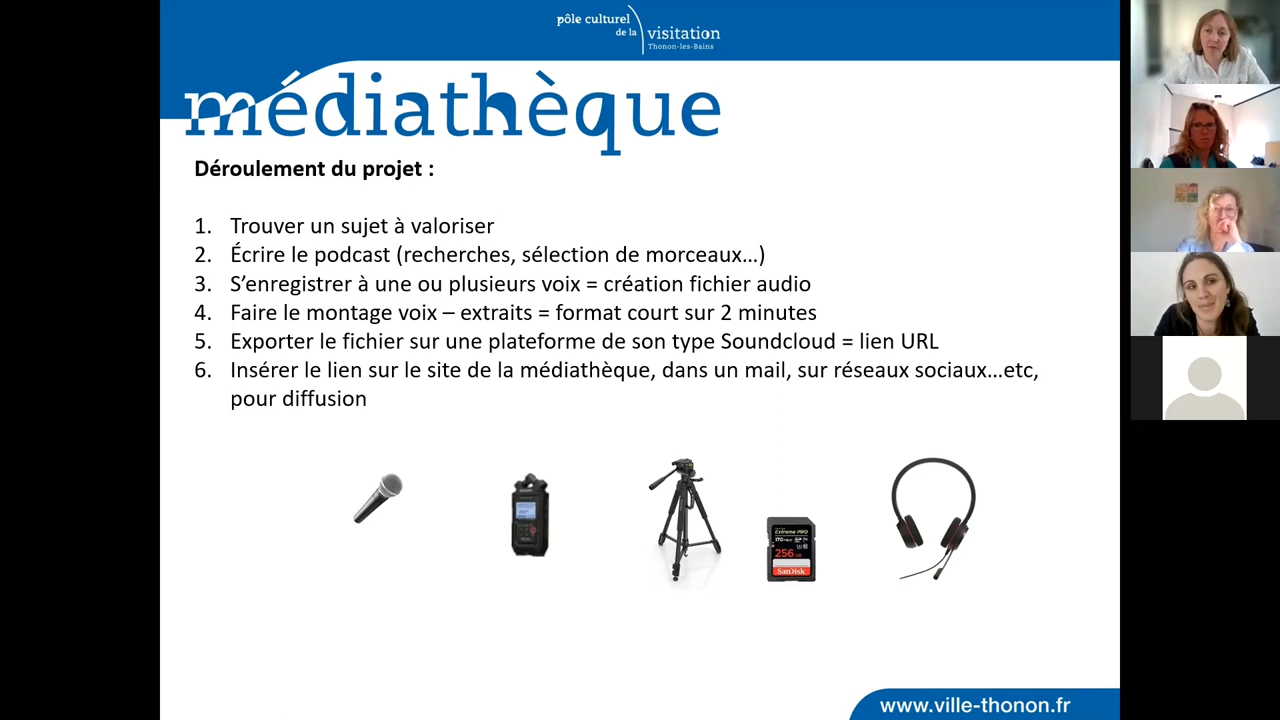 pôle culturel
de la
visitation
Thonon-les-Bains
médiathèque
Déroulement du projet :
1. Trouver un sujet à valoriser
2. Écrire le podcast (recherches, sélection de morceaux…)
3. S’enregistrer à une ou plusieurs voix = création fichier audio
4. Faire le montage voix – extraits = format court sur 2 minutes
5. Exporter le fichier sur une plateforme de son type Soundcloud = lien URL
6. Insérer le lien sur le site de la médiathèque, dans un mail, sur réseaux sociaux…etc,
pour diffusion
Extreme PRO
170 MB/s
256 GB
SanDisk
www.ville-thonon.fr